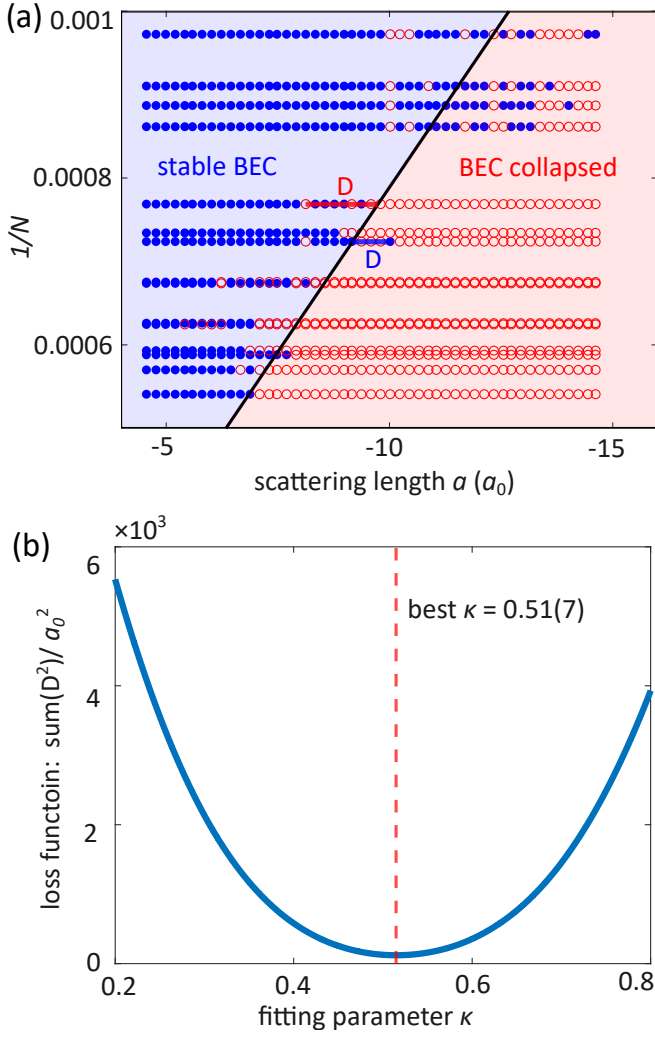 (a)
0.001
stable BEC
BEC collapsed
0.0008
D
1/N
D
0.0006
-5
-10
-15
scattering length a (a₀)
×10³
(b)
6
best κ = 0.51(7)
4
loss functoin: sum(D²)/ a₀²
2
0
0.2
0.4
0.6
0.8
fitting parameter κ